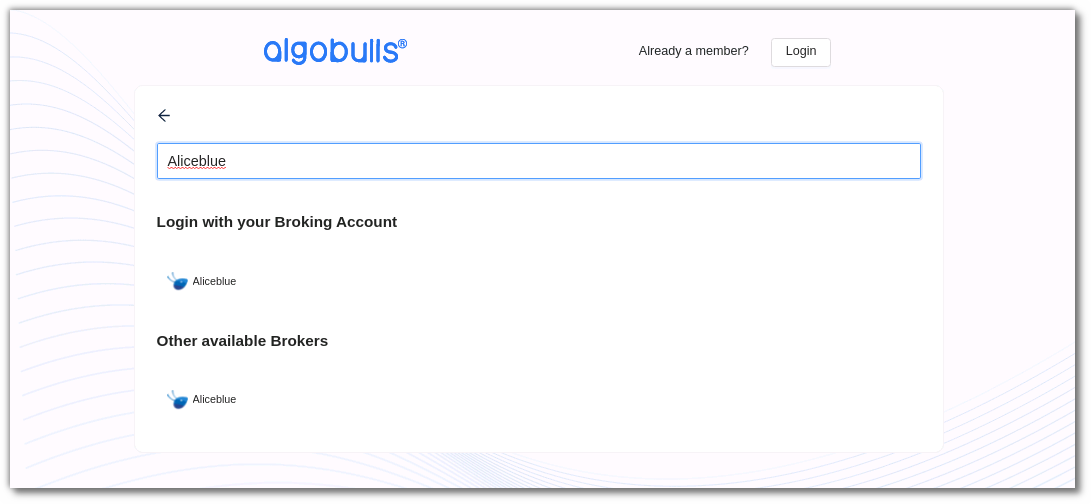 algobulls®
Already a member?
Login
Aliceblue
Login with your Broking Account
Aliceblue
Other available Brokers
Aliceblue